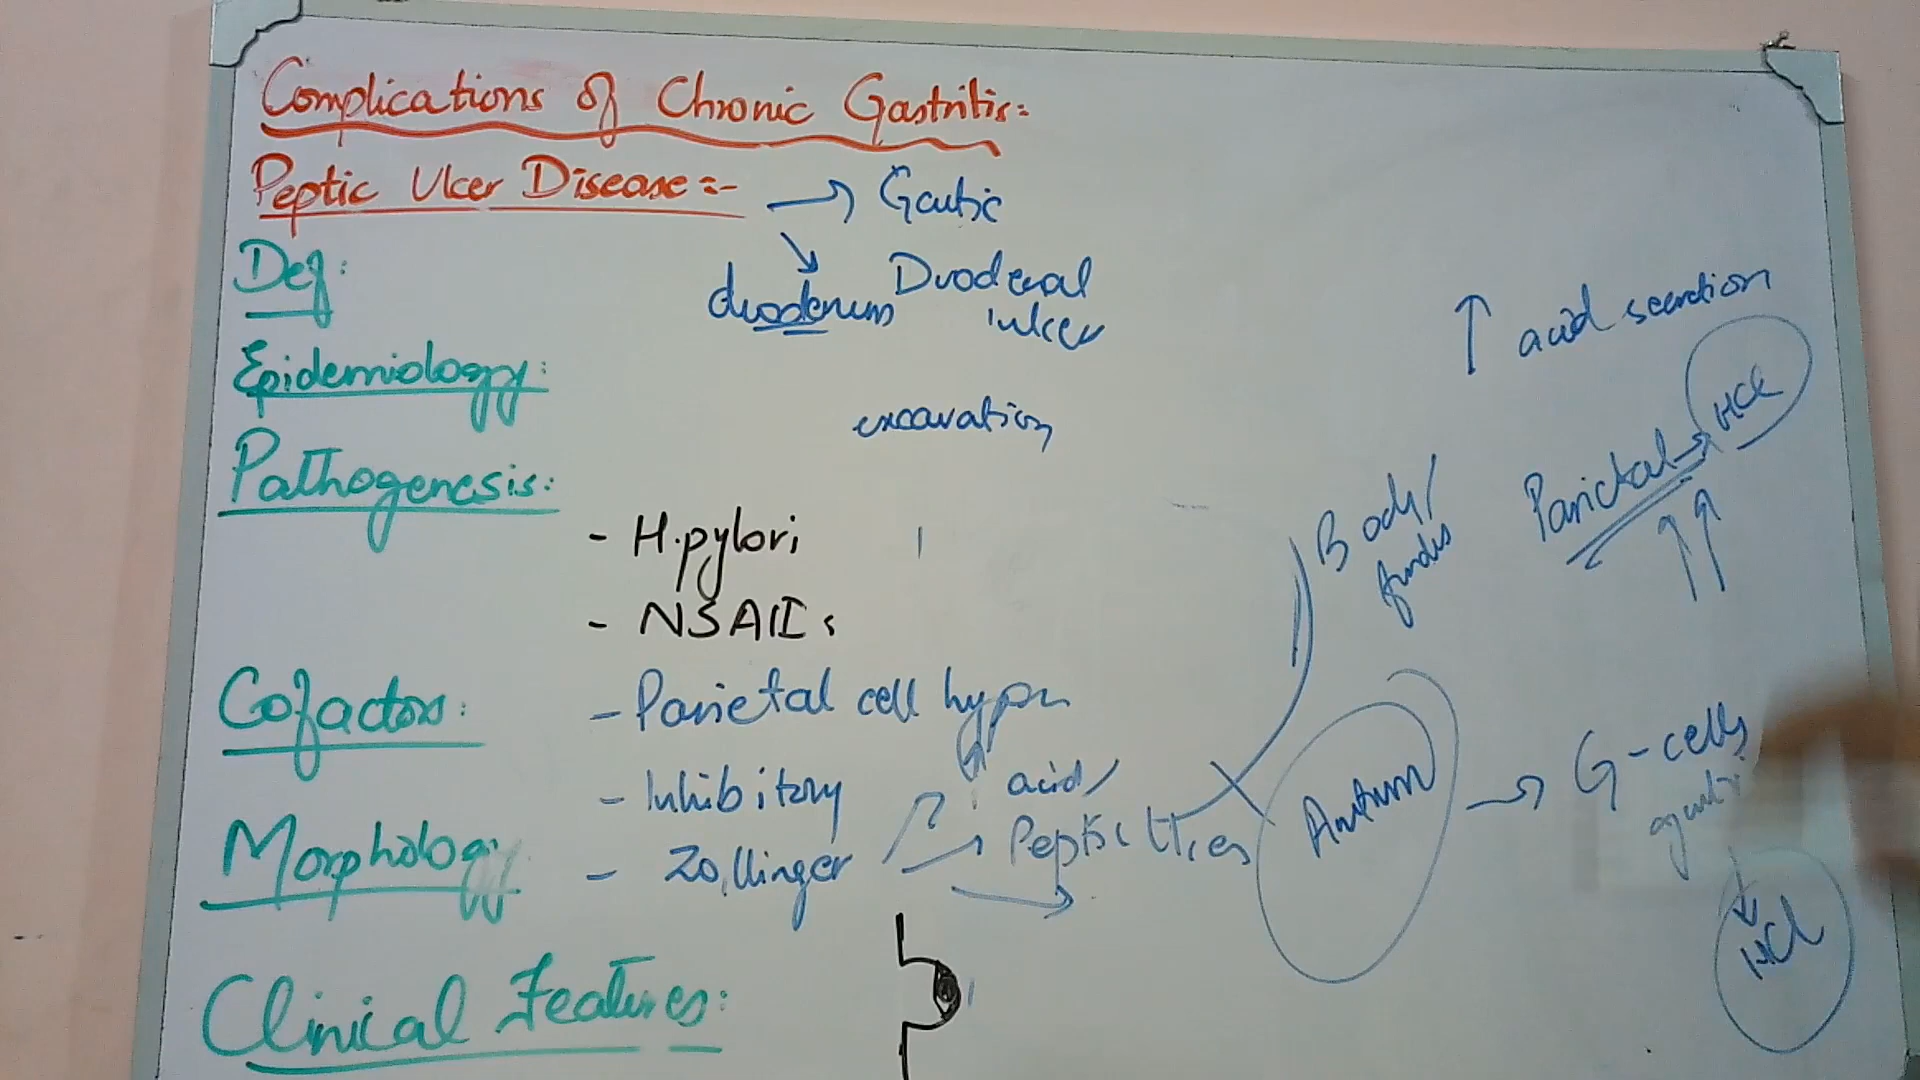 Complications of Chronic Gastritis:
Peptic Ulcer Disease:-
Gastric
Def:
duodenum
Duodenal
ulcer
Epidemiology:
excavation
Pathogenesis:
- H.pylori
- NSAIDs
Cofactors:
- Parietal cell hyper
- Inhibitory
Morphology
- Zollinger
acid/
Peptic Ulcer
Clinical Features:
↑ acid secretion
Parietal → HCl
Body/
fundus
Antrum
→ G-cells
HCl